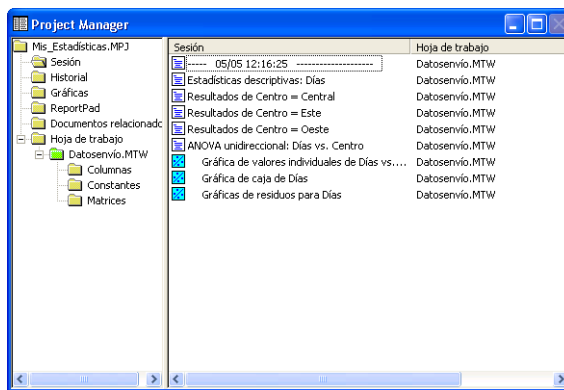 Project Manager
Mis_Estadísticas.MPJ
Sesión
Historial
Gráficas
ReportPad
Documentos relacionado
Hoja de trabajo
Datosenvío.MTW
Columnas
Constantes
Matrices
Sesión Hoja de trabajo
----- 05/05 12:16:25 -------------------- Datosenvío.MTW
Estadísticas descriptivas: Días Datosenvío.MTW
Resultados de Centro = Central Datosenvío.MTW
Resultados de Centro = Este Datosenvío.MTW
Resultados de Centro = Oeste Datosenvío.MTW
ANOVA unidireccional: Días vs. Centro Datosenvío.MTW
Gráfica de valores individuales de Días vs.... Datosenvío.MTW
Gráfica de caja de Días Datosenvío.MTW
Gráficas de residuos para Días Datosenvío.MTW